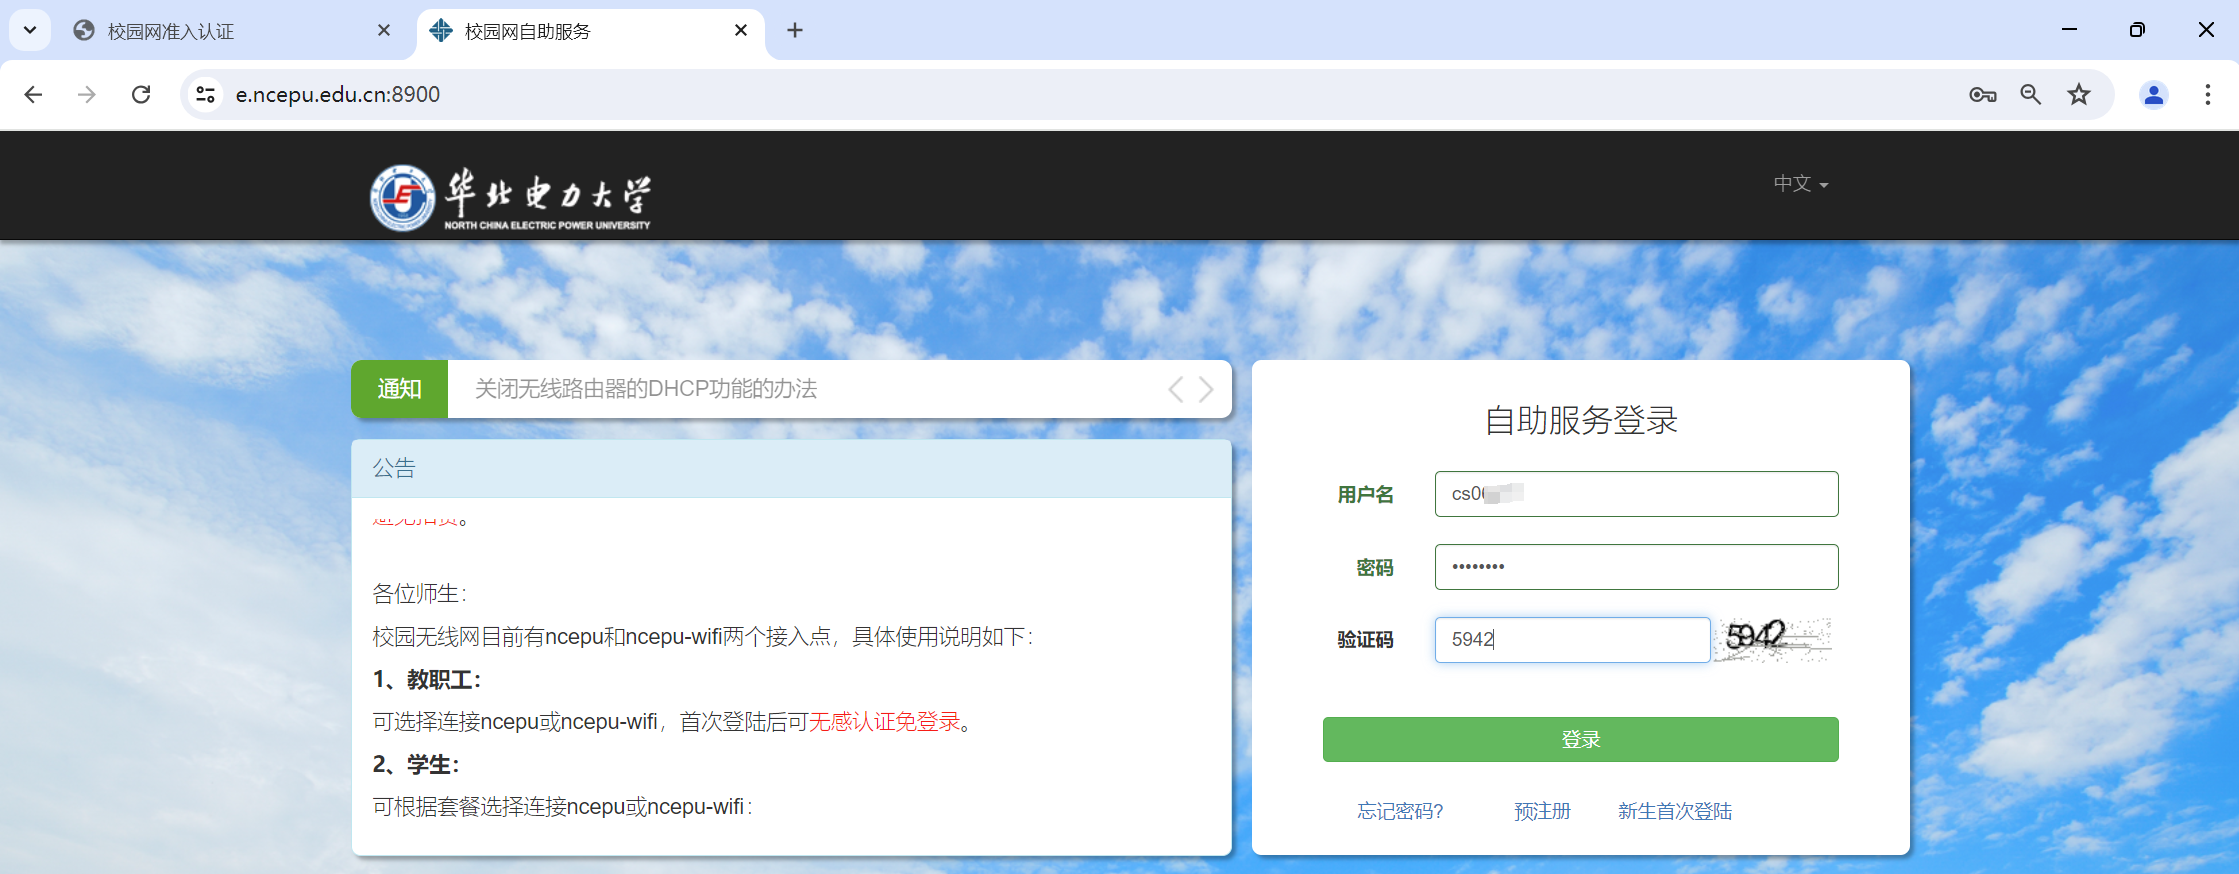 校园网准入认证
校园网自助服务
e.ncepu.edu.cn:8900
华北电力大学
NORTH CHINA ELECTRIC POWER UNIVERSITY
中文
通知 关闭无线路由器的DHCP功能的办法
公告
各位师生：
校园无线网目前有ncepu和ncepu-wifi两个接入点，具体使用说明如下：
1、教职工：
可选择连接ncepu或ncepu-wifi，首次登陆后可无感认证免登录。
2、学生：
可根据套餐选择连接ncepu或ncepu-wifi：
自助服务登录
用户名 cs0
密码 ••••••••
验证码 5942 5942
登录
忘记密码? 预注册 新生首次登陆